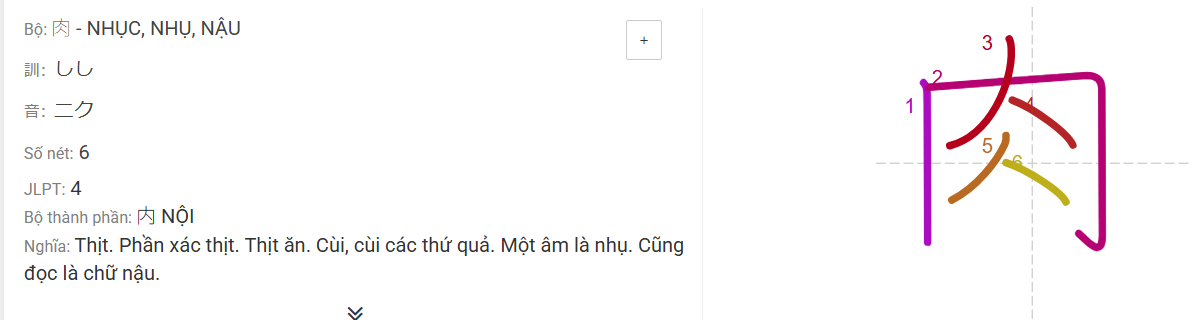 Bộ: 肉 - NHỤC, NHỤ, NẬU
+
訓: しし
音: ニク
Số nét: 6
JLPT: 4
Bộ thành phần: 内 NỘI
Nghĩa: Thịt. Phần xác thịt. Thịt ăn. Cùi, cùi các thứ quả. Một âm là nhụ. Cũng
đọc là chữ nậu.
肉
1
2
3
4
5
6